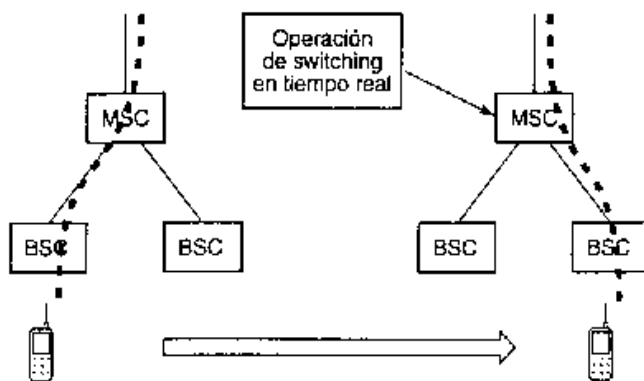 Operación
de switching
en tiempo real
MSC
MSC
BSC
BSC
BSC
BSC